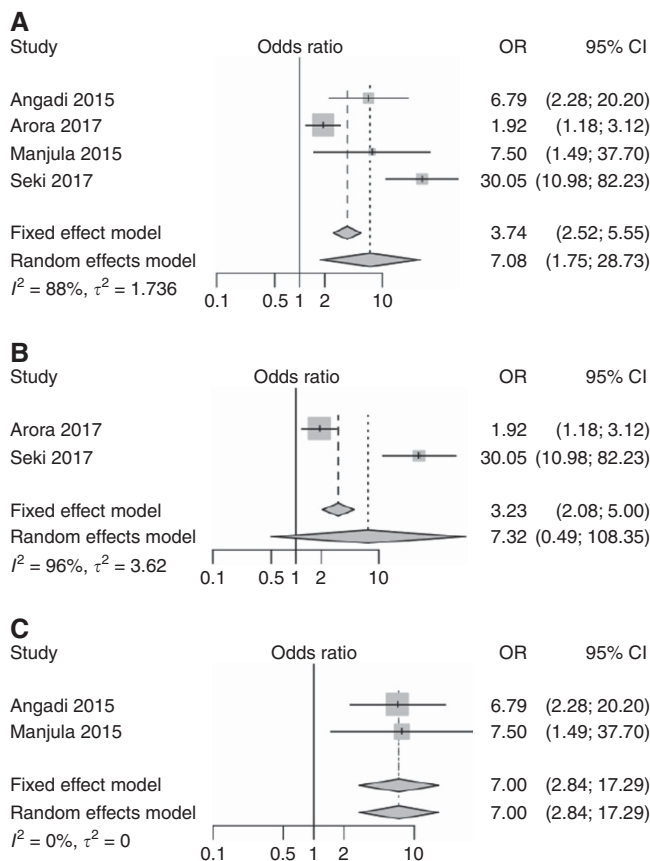 A
Study Odds ratio OR 95% CI
Angadi 2015 6.79 (2.28; 20.20)
Arora 2017 1.92 (1.18; 3.12)
Manjula 2015 7.50 (1.49; 37.70)
Seki 2017 30.05 (10.98; 82.23)
Fixed effect model 3.74 (2.52; 5.55)
Random effects model 7.08 (1.75; 28.73)
I² = 88%, τ² = 1.736
0.1 0.5 1 2 10
B
Study Odds ratio OR 95% CI
Arora 2017 1.92 (1.18; 3.12)
Seki 2017 30.05 (10.98; 82.23)
Fixed effect model 3.23 (2.08; 5.00)
Random effects model 7.32 (0.49; 108.35)
I² = 96%, τ² = 3.62
0.1 0.5 1 2 10
C
Study Odds ratio OR 95% CI
Angadi 2015 6.79 (2.28; 20.20)
Manjula 2015 7.50 (1.49; 37.70)
Fixed effect model 7.00 (2.84; 17.29)
Random effects model 7.00 (2.84; 17.29)
I² = 0%, τ² = 0
0.1 0.5 1 2 10